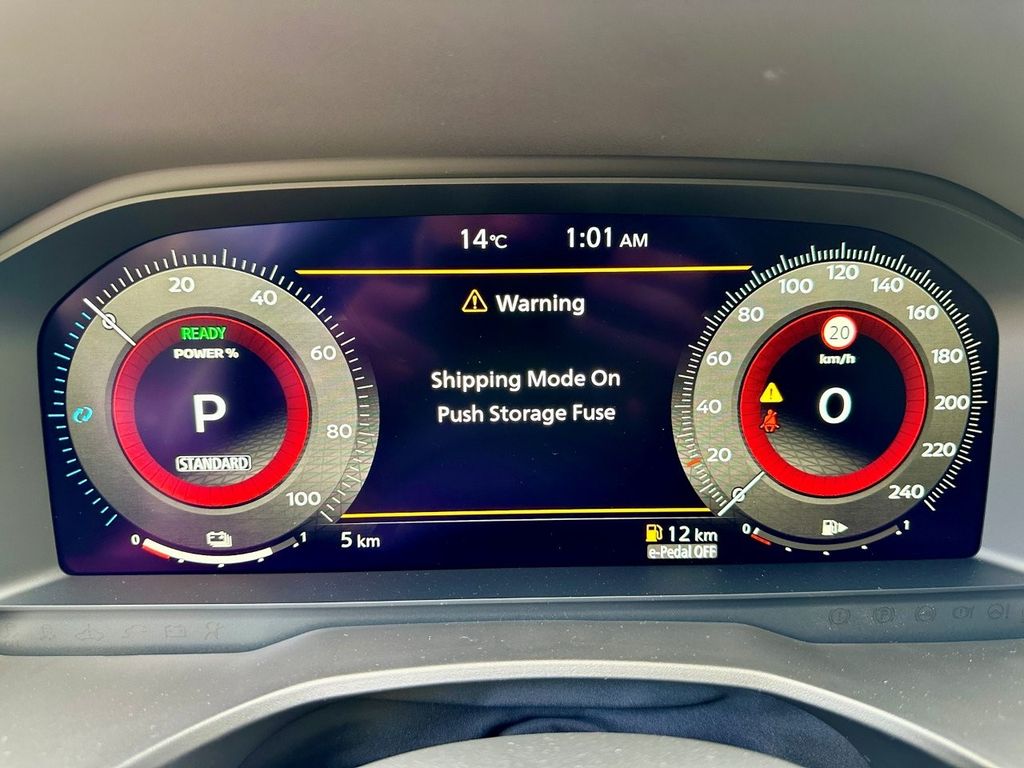 14°C 1:01 AM
Warning
Shipping Mode On
Push Storage Fuse
READY
POWER %
P
STANDARD
20
40
60
80
100
0
1
5 km
12 km
e-Pedal OFF
20
km/h
0
20
40
60
80
100
120
140
160
180
200
220
240
0
1